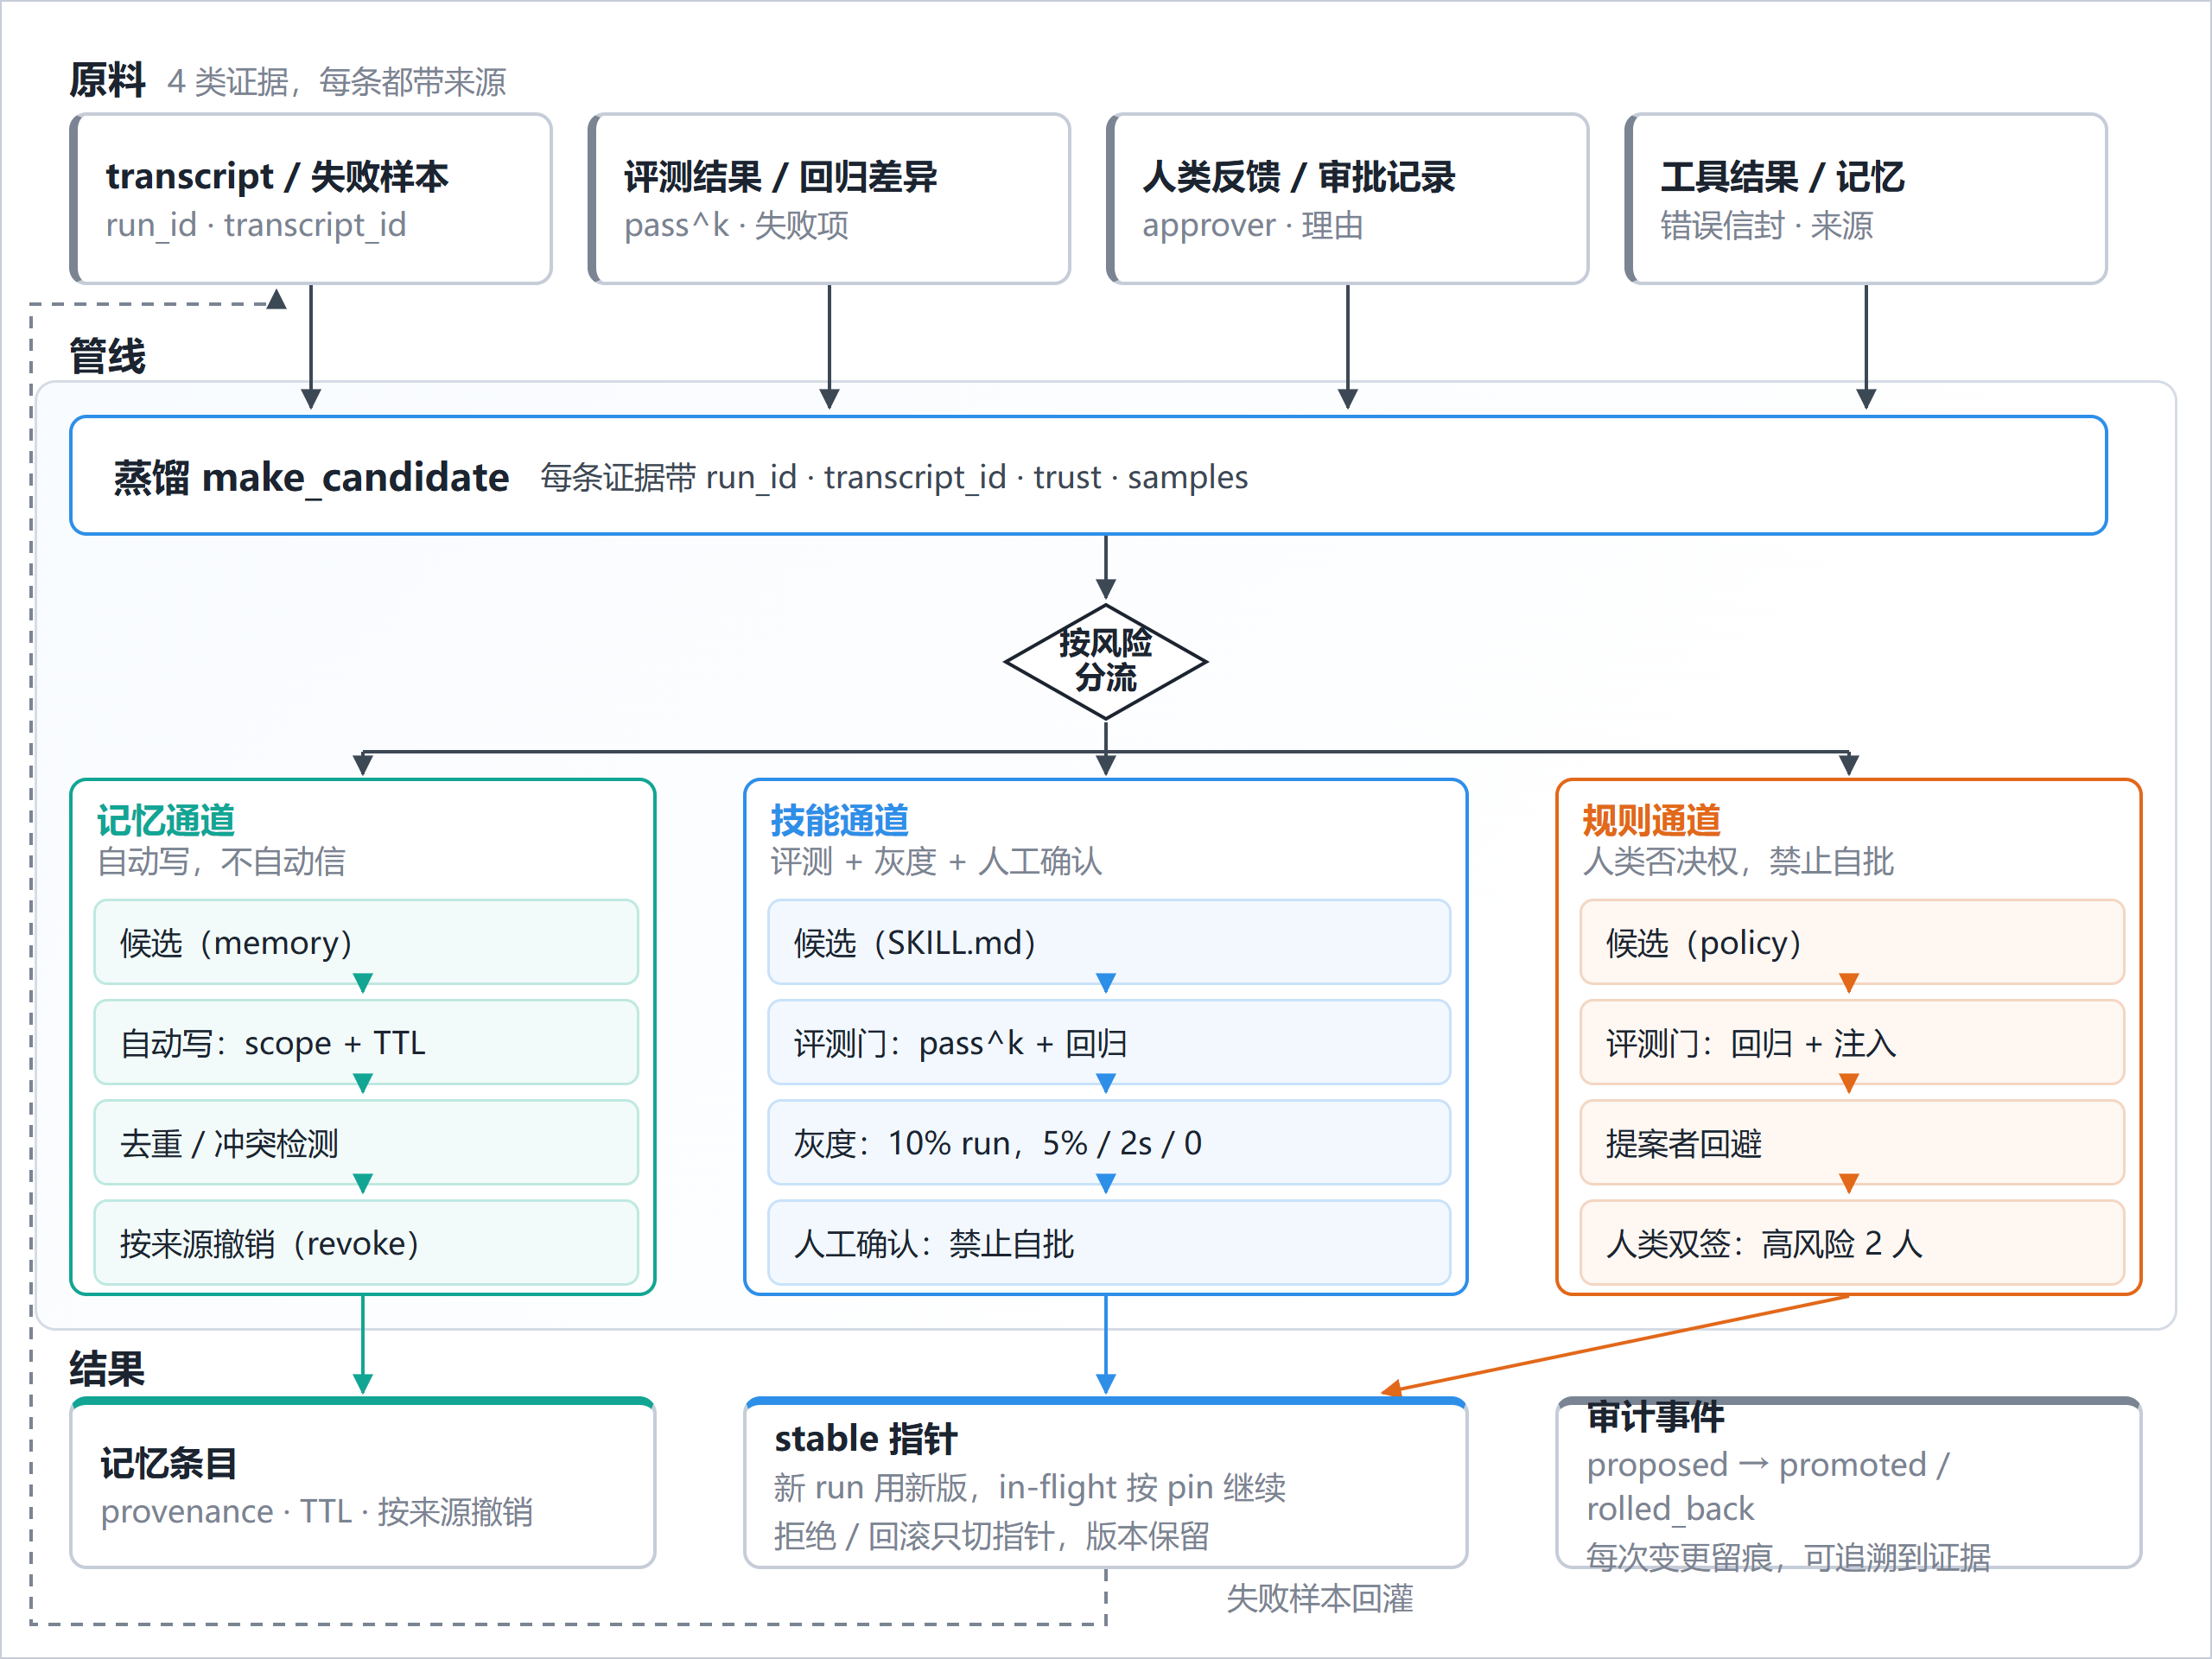 原料 4 类证据，每条都带来源
transcript / 失败样本
run_id · transcript_id
评测结果 / 回归差异
pass^k · 失败项
人类反馈 / 审批记录
approver · 理由
工具结果 / 记忆
错误信封 · 来源
管线
蒸馏 make_candidate 每条证据带 run_id · transcript_id · trust · samples
按风险
分流
记忆通道
自动写，不自动信
候选（memory）
自动写：scope + TTL
去重 / 冲突检测
按来源撤销（revoke）
技能通道
评测 + 灰度 + 人工确认
候选（SKILL.md）
评测门：pass^k + 回归
灰度：10% run，5% / 2s / 0
人工确认：禁止自批
规则通道
人类否决权，禁止自批
候选（policy）
评测门：回归 + 注入
提案者回避
人类双签：高风险 2 人
结果
记忆条目
provenance · TTL · 按来源撤销
stable 指针
新 run 用新版，in-flight 按 pin 继续
拒绝 / 回滚只切指针，版本保留
审计事件
proposed → promoted /
rolled_back
每次变更留痕，可追溯到证据
失败样本回灌